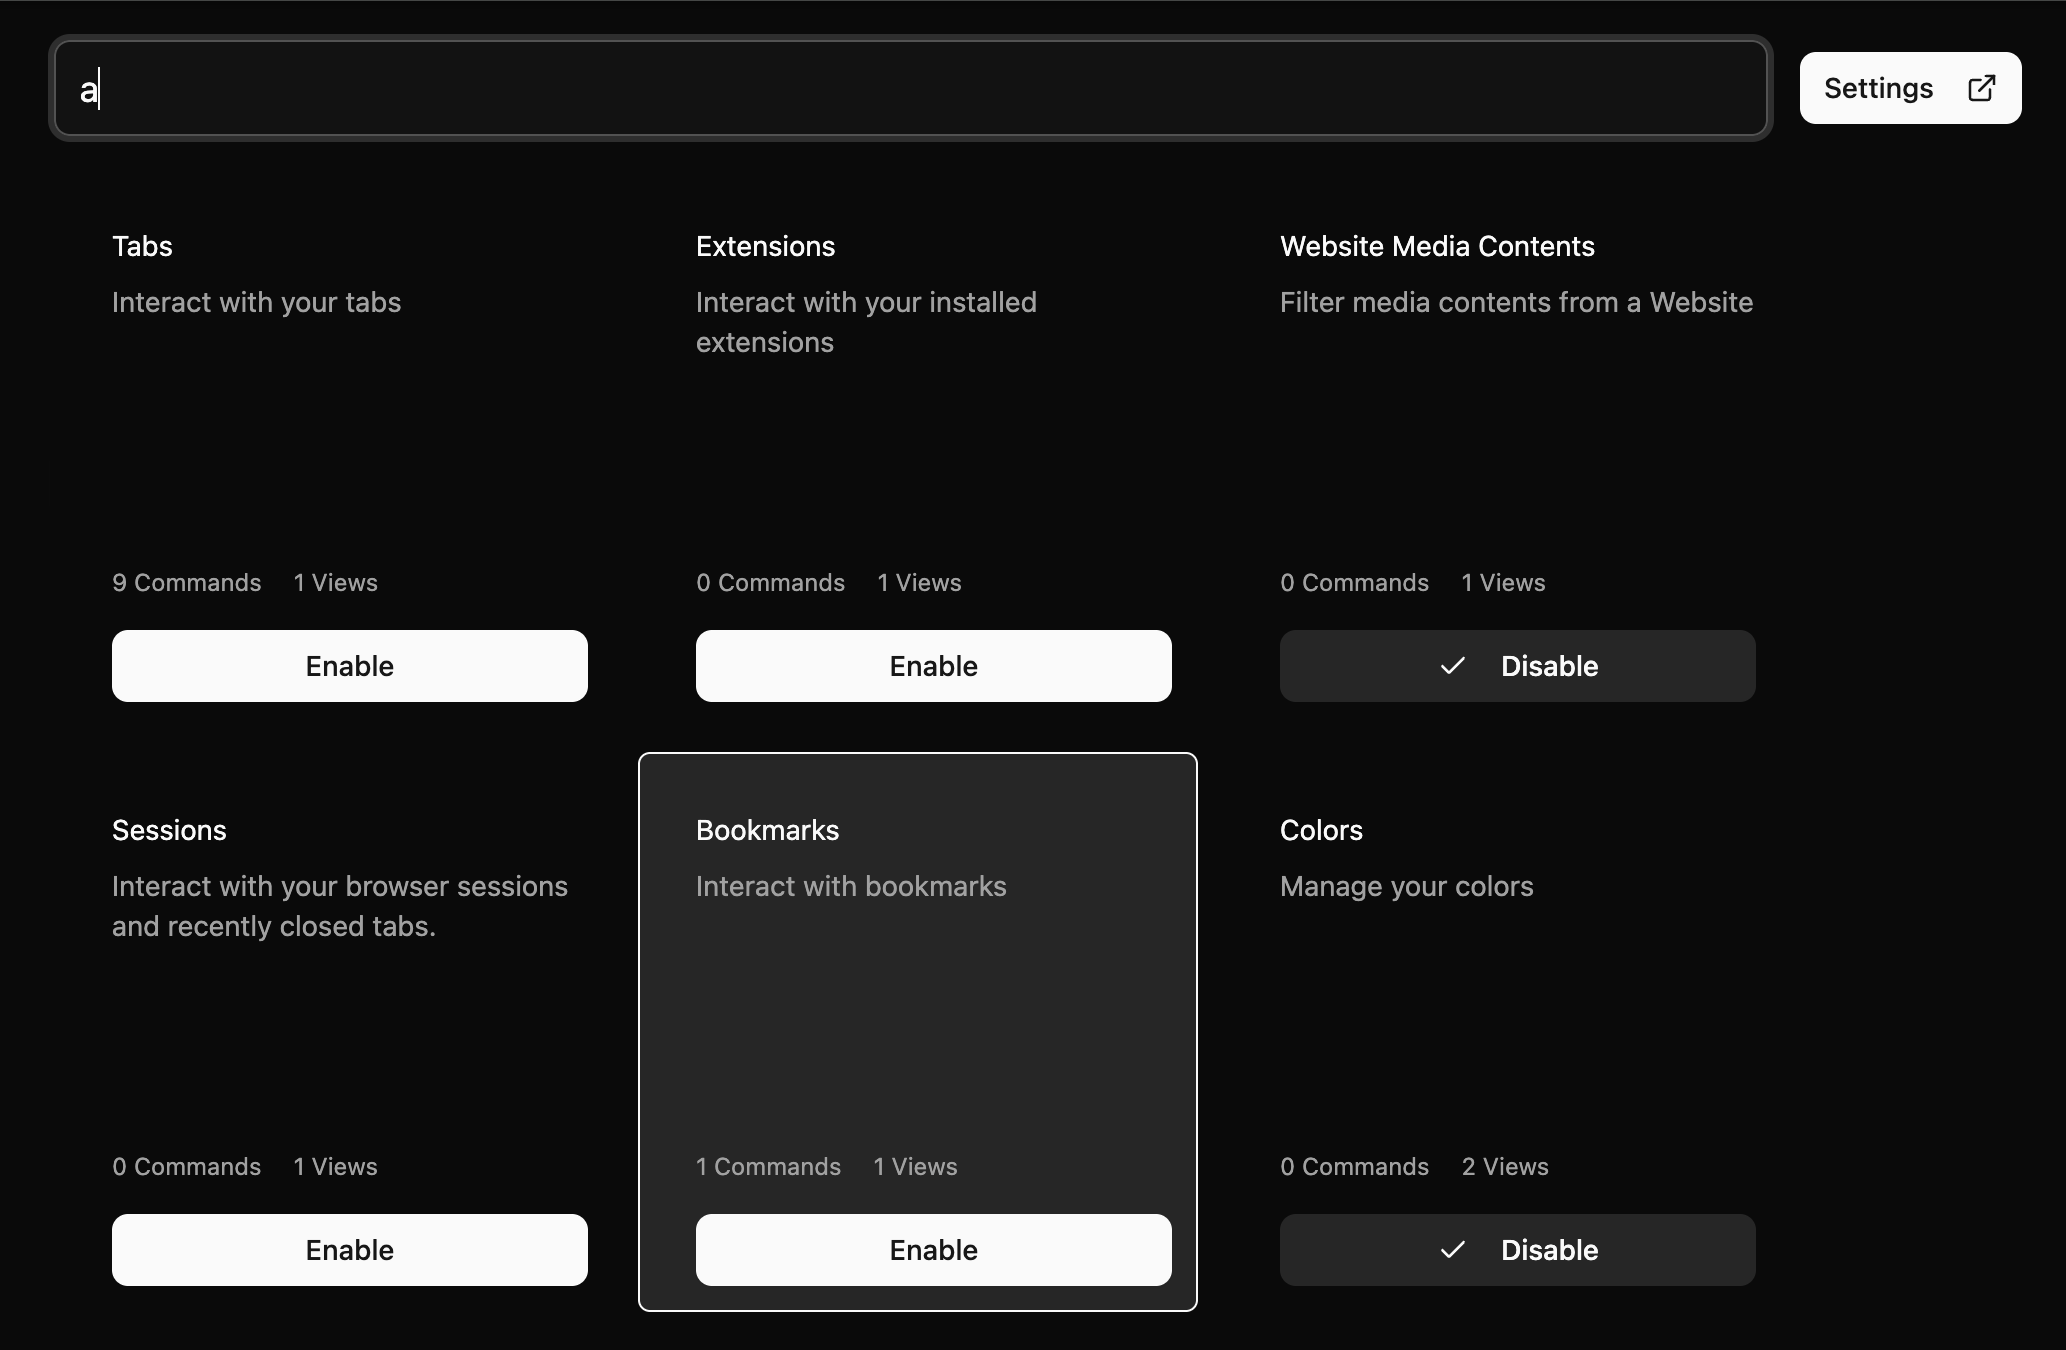 a
Settings
Tabs
Interact with your tabs
9 Commands 1 Views
Enable
Extensions
Interact with your installed
extensions
0 Commands 1 Views
Enable
Website Media Contents
Filter media contents from a Website
0 Commands 1 Views
Disable
Sessions
Interact with your browser sessions
and recently closed tabs.
0 Commands 1 Views
Enable
Bookmarks
Interact with bookmarks
1 Commands 1 Views
Enable
Colors
Manage your colors
0 Commands 2 Views
Disable